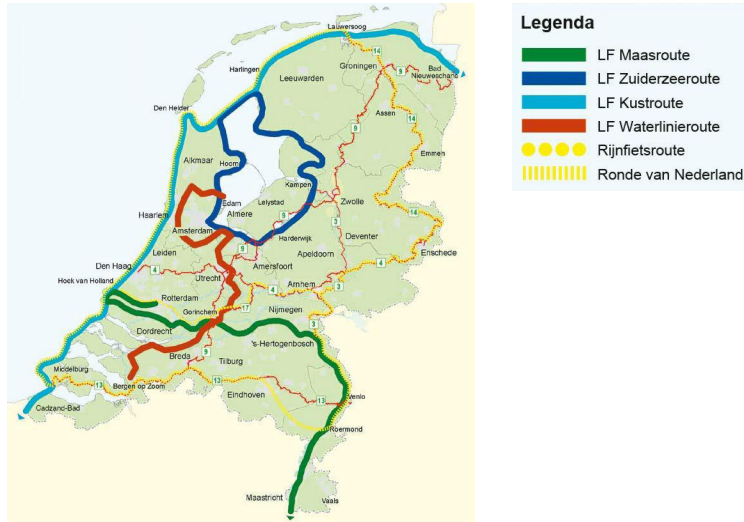 Lauwersoog
14
Groningen
Bad
Nieuweschans
9
Harlingen
Leeuwarden
Assen
Den Helder
14
9
Emmen
Alkmaar
Hoorn
Kampen
Edam
Lelystad
Zwolle
Almere
Haarlem
Amsterdam
14
3
Harderwijk
Deventer
Leiden
9
Enschede
Apeldoorn
Amersfoort
4
Den Haag
4
Utrecht
Hoek van Holland
Arnhem
4
3
Rotterdam
Gorinchem
17
Nijmegen
3
Dordrecht
's-Hertogenbosch
9
Breda
Tilburg
Middelburg
13
Bergen op Zoom
13
Eindhoven
13
Venlo
Cadzand-Bad
Roermond
Maastricht
Vaals
Legenda
LF Maasroute
LF Zuiderzeeroute
LF Kustroute
LF Waterlinieroute
Rijnfietsroute
Ronde van Nederland